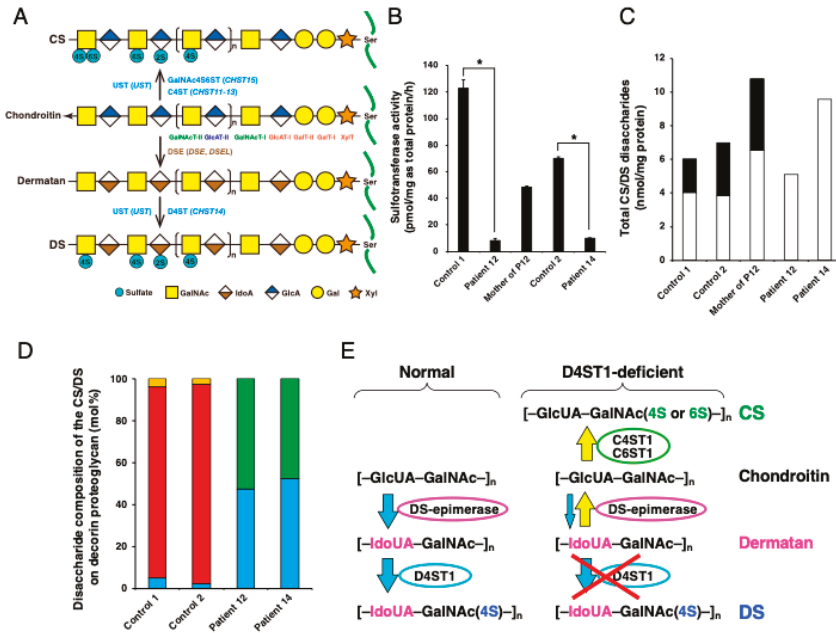 A
CS
4S 6S 6S 2S 4S
n
Ser
UST (UST)
GalNAc4S6ST (CHST15)
C4ST (CHST11-13)
Chondroitin
n
Ser
GalNAcT-II GlcAT-II GalNAcT-I GlcAT-I GalT-II GalT-I XylT
DSE (DSE, DSEL)
Dermatan
n
Ser
UST (UST)
D4ST (CHST14)
DS
4S 4S 2S 4S
n
Ser
Sulfate GalNAc IdoA GlcA Gal Xyl
B
Sulfotransferase activity
(pmol/mg as total protein/h)
140
120
100
80
60
40
20
0
*
*
Control 1
Patient 12
Mother of P12
Control 2
Patient 14
C
Total CS/DS disaccharides
(nmol/mg protein)
12
10
8
6
4
2
0
Control 1
Control 2
Mother of P12
Patient 12
Patient 14
D
Disaccharide composition of the CS/DS
on decorin proteoglycan (mol%)
100
80
60
40
20
0
Control 1
Control 2
Patient 12
Patient 14
E
Normal
D4ST1-deficient
[–GlcUA–GalNAc(4S or 6S)–]n CS
C4ST1
C6ST1
[–GlcUA–GalNAc–]n [–GlcUA–GalNAc–]n Chondroitin
DS-epimerase DS-epimerase
[–IdoUA–GalNAc–]n [–IdoUA–GalNAc–]n Dermatan
D4ST1 D4ST1
[–IdoUA–GalNAc(4S)–]n [–IdoUA–GalNAc(4S)–]n DS